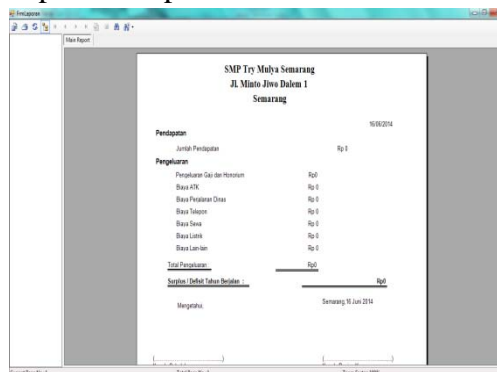 FrmLaporan
Main Report
SMP Try Mulya Semarang
Jl. Minto Jiwo Dalem 1
Semarang
16/06/2014
Pendapatan
Jumlah Pendapatan Rp 0
Pengeluaran
Pengeluaran Gaji dan Honorium Rp0
Biaya ATK Rp 0
Biaya Perjalanan Dinas Rp 0
Biaya Telepon Rp 0
Biaya Sewa Rp 0
Biaya Listrik Rp 0
Biaya Lain-lain Rp 0
Total Pengeluaran : Rp0
Surplus / Defisit Tahun Berjalan : Rp0
Semarang,16 Juni 2014
Mengetahui,
(....................) (....................)